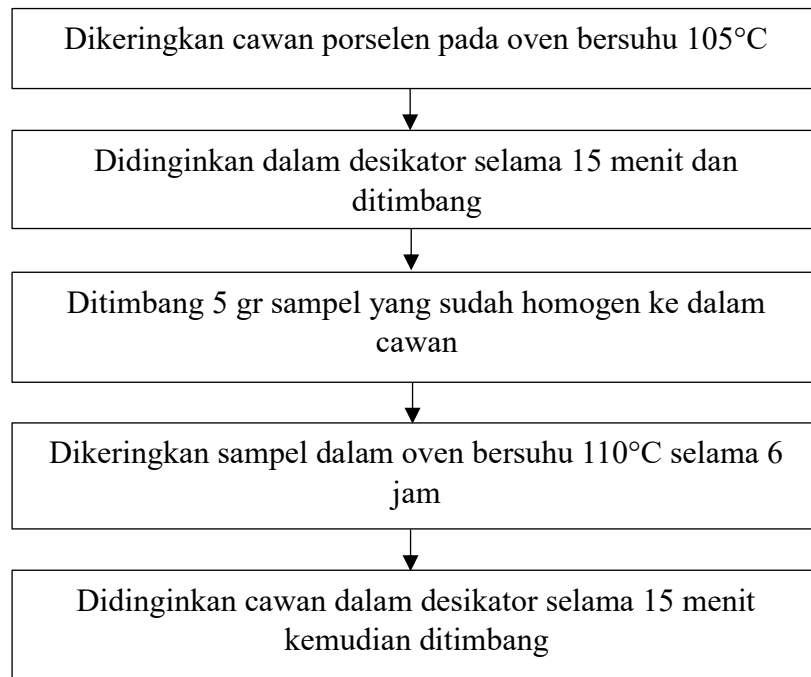 Dikeringkan cawan porselen pada oven bersuhu 105°C
Didinginkan dalam desikator selama 15 menit dan
ditimbang
Ditimbang 5 gr sampel yang sudah homogen ke dalam
cawan
Dikeringkan sampel dalam oven bersuhu 110°C selama 6
jam
Didinginkan cawan dalam desikator selama 15 menit
kemudian ditimbang